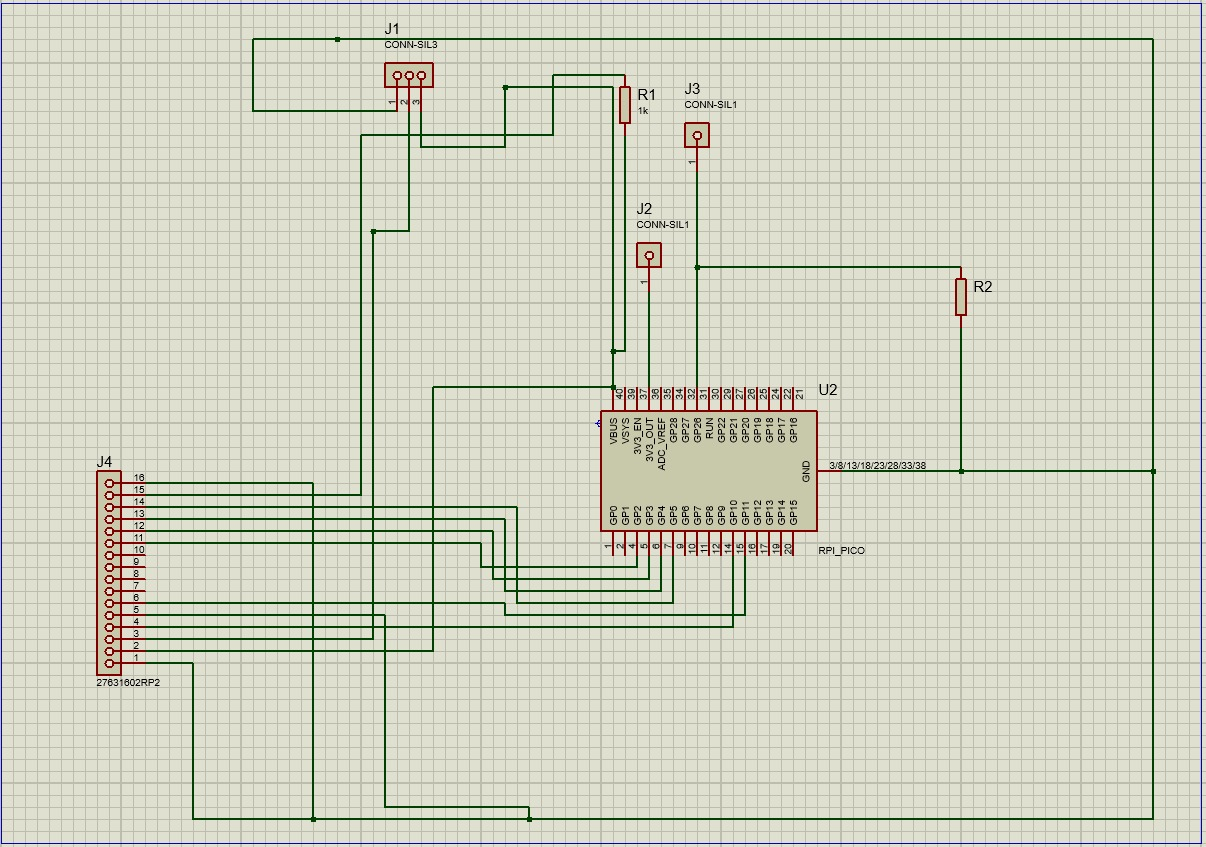 J1
CONN-SIL3
1
2
3
R1
1k
J3
CONN-SIL1
1
J2
CONN-SIL1
1
R2
U2
40 39 37 36 35 34 32 31 30 29 27 26 25 24 22 21
VBUS VSYS 3V3_EN 3V3_OUT ADC_VREF GP28 GP27 GP26 RUN GP22 GP21 GP20 GP19 GP18 GP17 GP16
GND
3/8/13/18/23/28/33/38
GP0 GP1 GP2 GP3 GP4 GP5 GP6 GP7 GP8 GP9 GP10 GP11 GP12 GP13 GP14 GP15
1 2 4 5 6 7 9 10 11 12 14 15 16 17 19 20
RPI_PICO
J4
16
15
14
13
12
11
10
9
8
7
6
5
4
3
2
1
27631602RP2